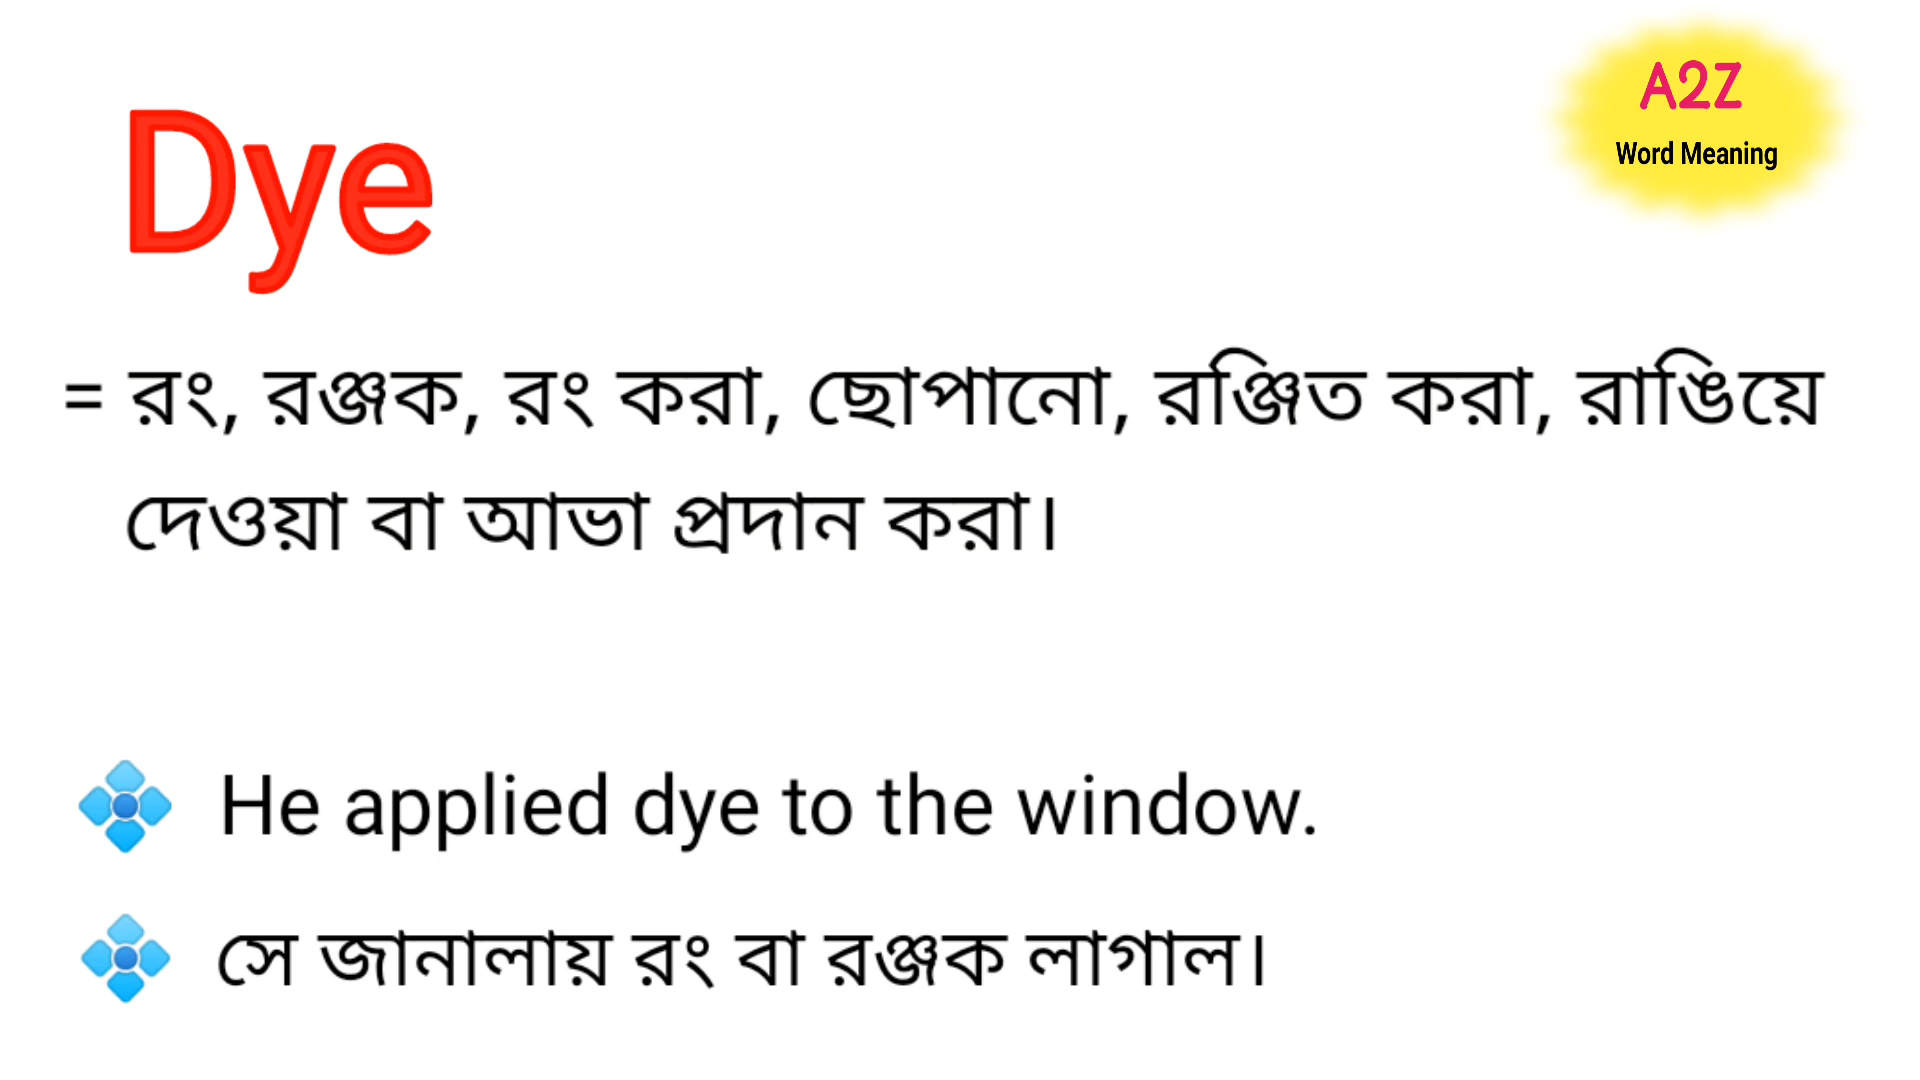 A2Z
Word Meaning
Dye
= রং, রঞ্জক, রং করা, ছোপানো, রঞ্জিত করা, রাঙিয়ে
দেওয়া বা আভা প্রদান করা।
He applied dye to the window.
সে জানালায় রং বা রঞ্জক লাগাল।